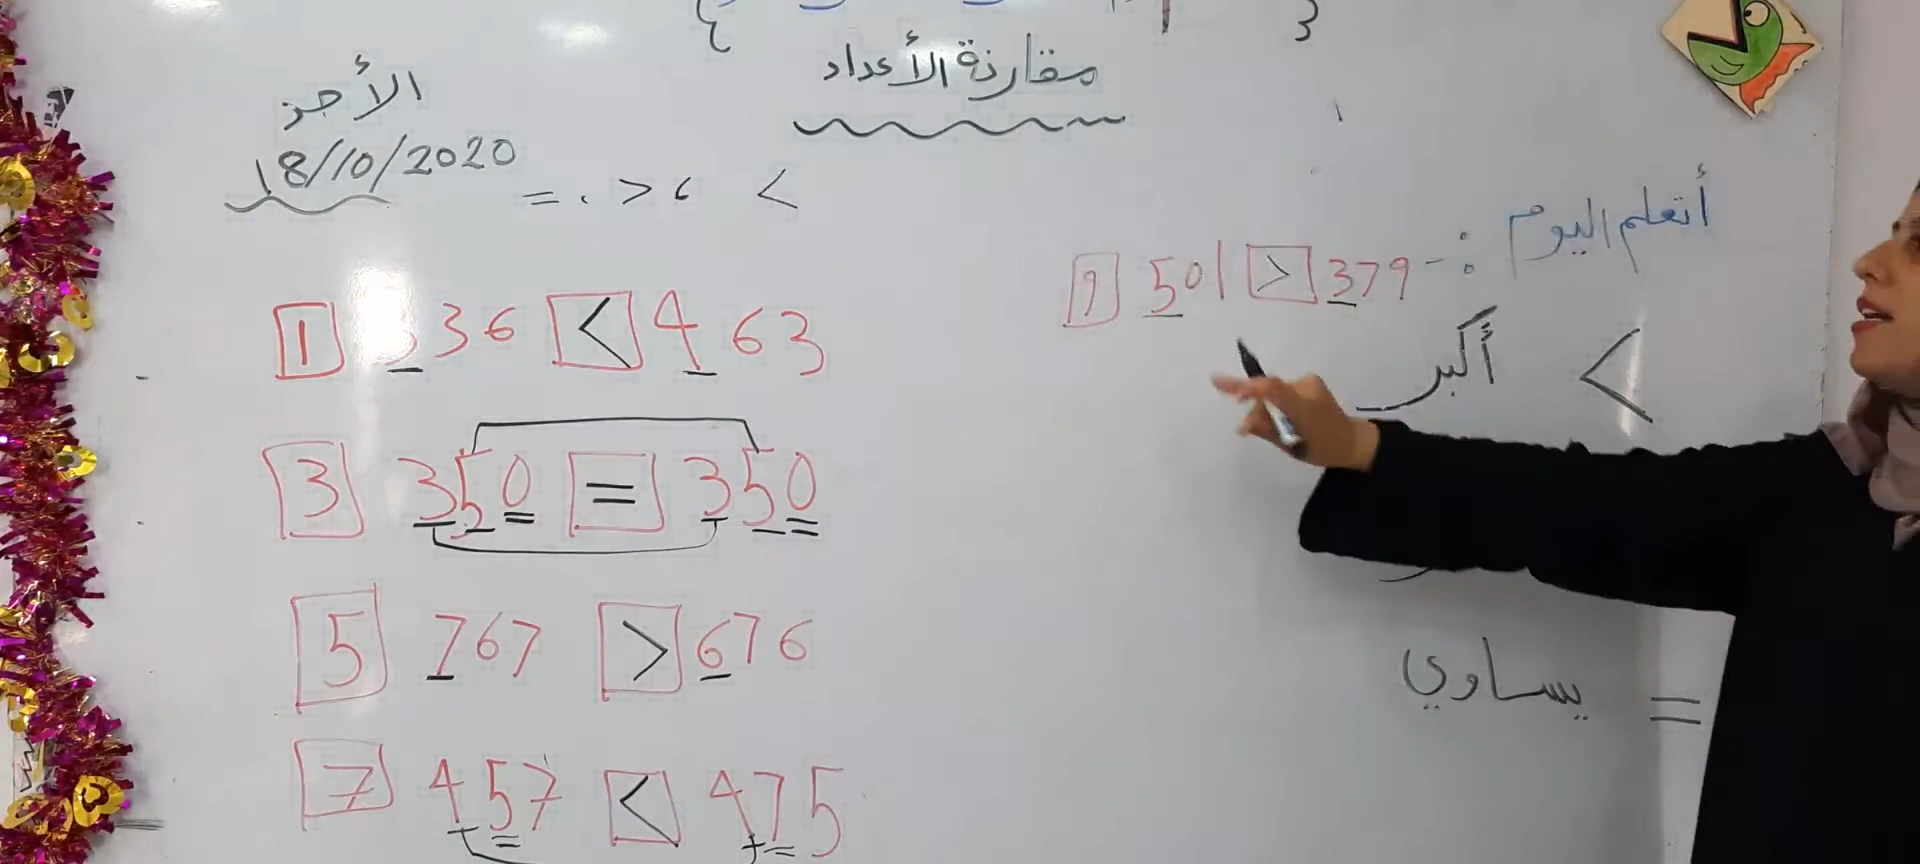 مقارنة الأعداد
الأحد
18/10/2020
= . > ، <
أتعلم اليوم :-
1 336 < 463
3 350 = 350
5 767 > 676
7 457 < 475
9 501 > 379
< أكبر
= يساوي